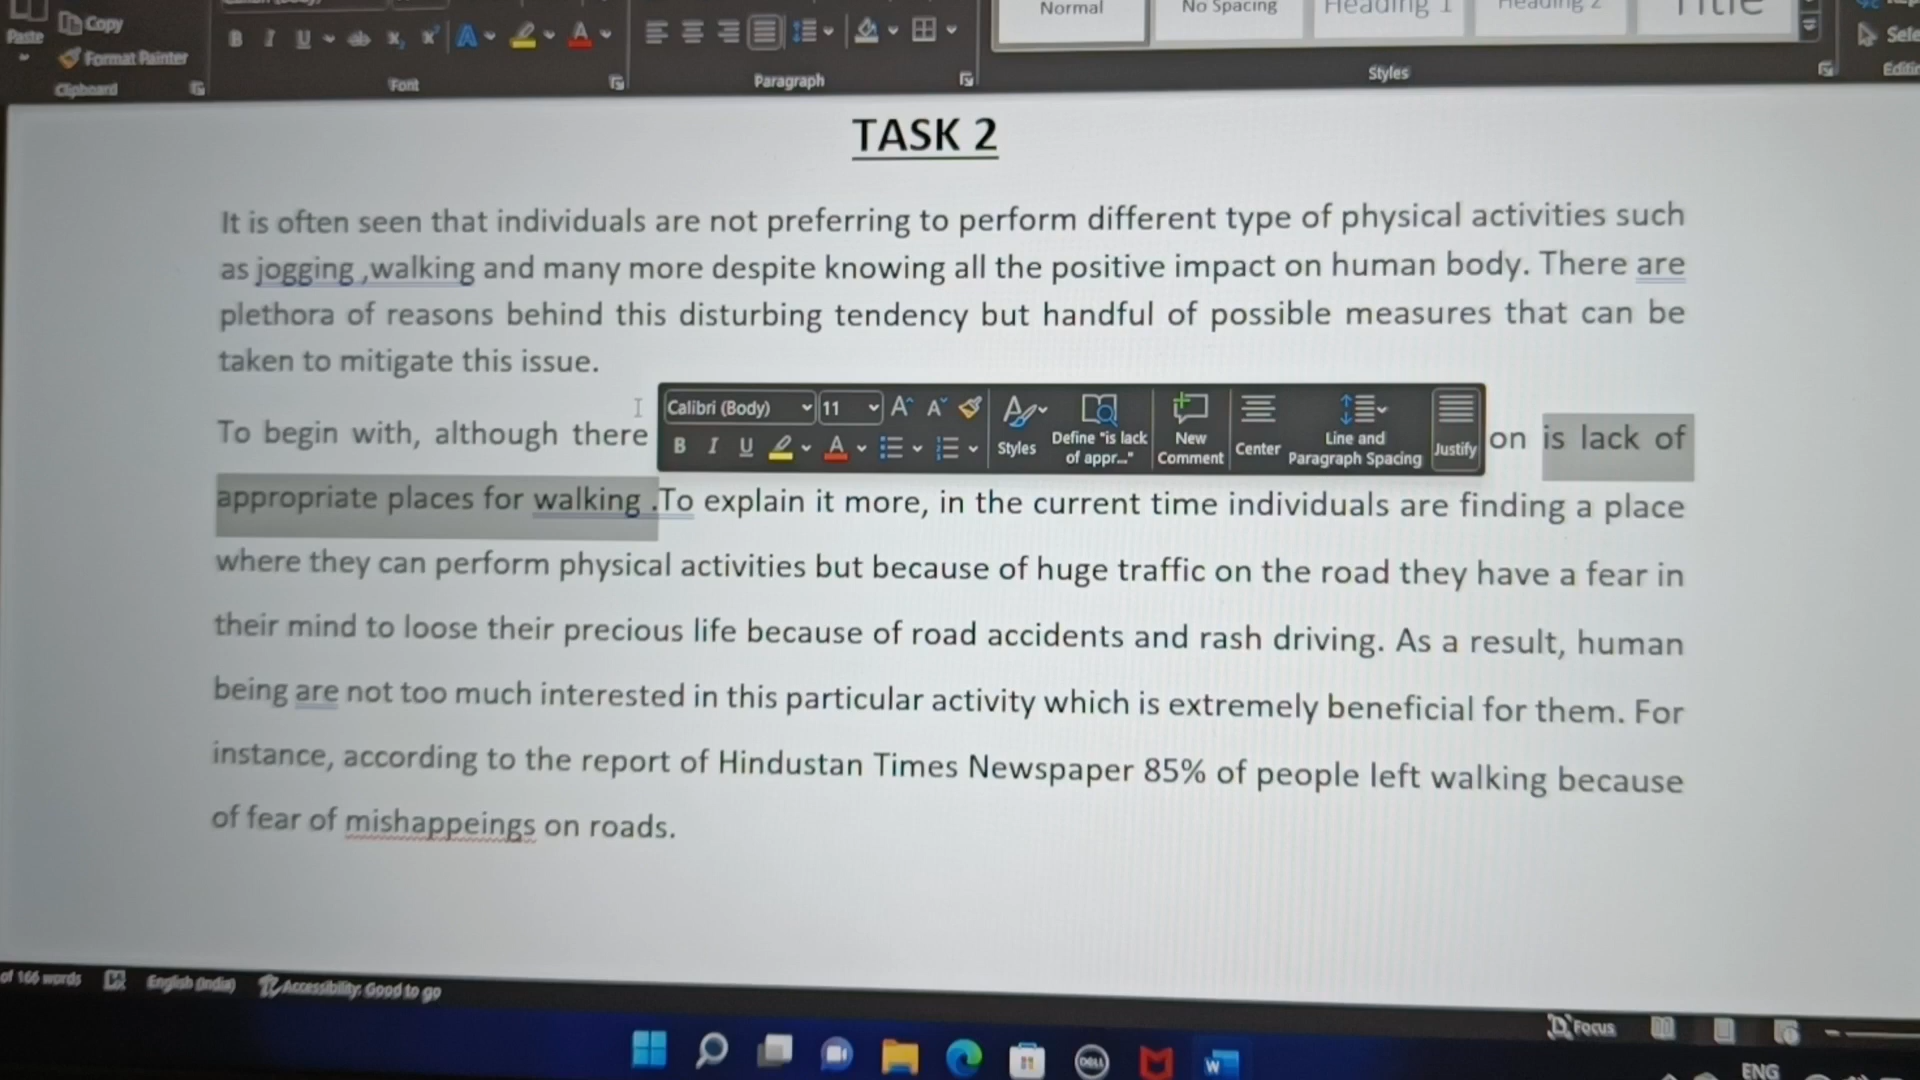 Copy
Paste
Format Painter
Clipboard
Font
Paragraph
Normal
No Spacing
Heading 1
Heading 2
Title
Styles
TASK 2
It is often seen that individuals are not preferring to perform different type of physical activities such
as jogging ,walking and many more despite knowing all the positive impact on human body. There are
plethora of reasons behind this disturbing tendency but handful of possible measures that can be
taken to mitigate this issue.
Calibri (Body) 11
B I U Styles Define "is lack of appr..." New Comment Center Line and Paragraph Spacing Justify
To begin with, although there on is lack of
appropriate places for walking .To explain it more, in the current time individuals are finding a place
where they can perform physical activities but because of huge traffic on the road they have a fear in
their mind to loose their precious life because of road accidents and rash driving. As a result, human
being are not too much interested in this particular activity which is extremely beneficial for them. For
instance, according to the report of Hindustan Times Newspaper 85% of people left walking because
of fear of mishappeings on roads.
of 166 words English (India) Accessibility: Good to go
Focus
DELL
W
ENG